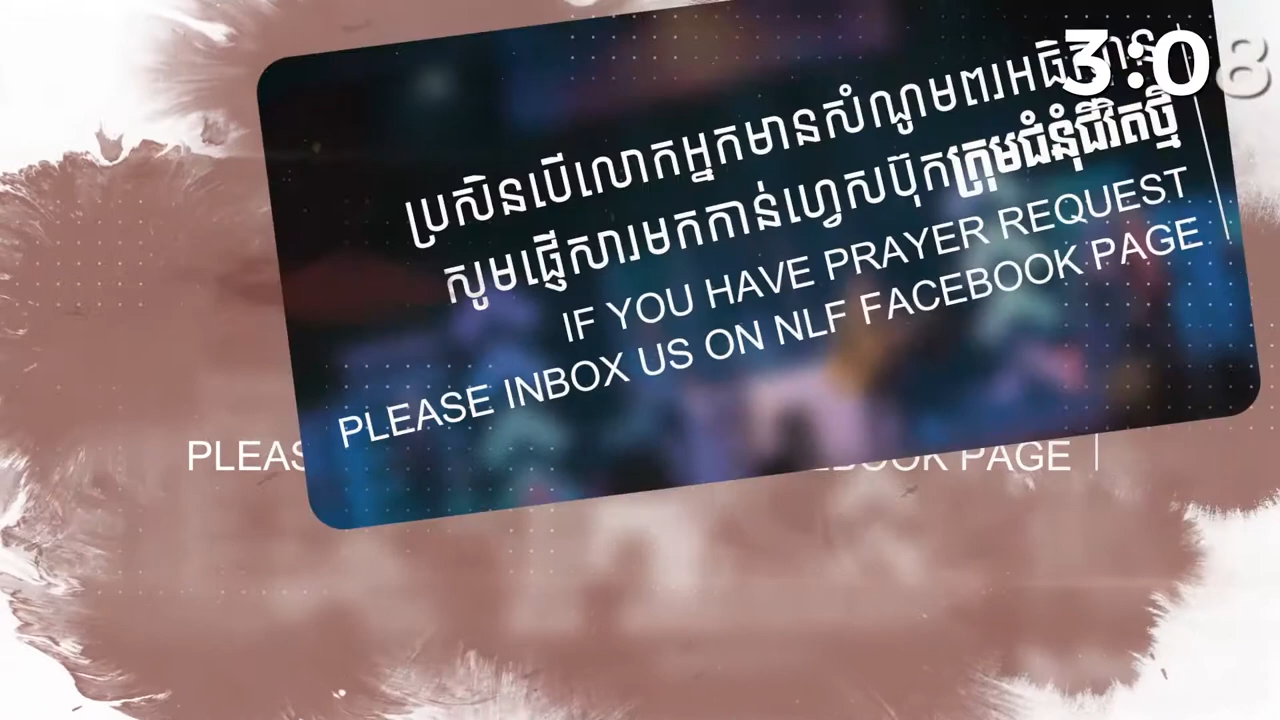 3:08
ប្រសិនបើលោកអ្នកមានសំណូមពរអធិស្ឋាន
សូមផ្ញើសារមកកាន់ហ្វេសប៊ុកក្រុមជំនុំជីវិតថ្មី
IF YOU HAVE PRAYER REQUEST
PLEASE INBOX US ON NLF FACEBOOK PAGE
PAGE